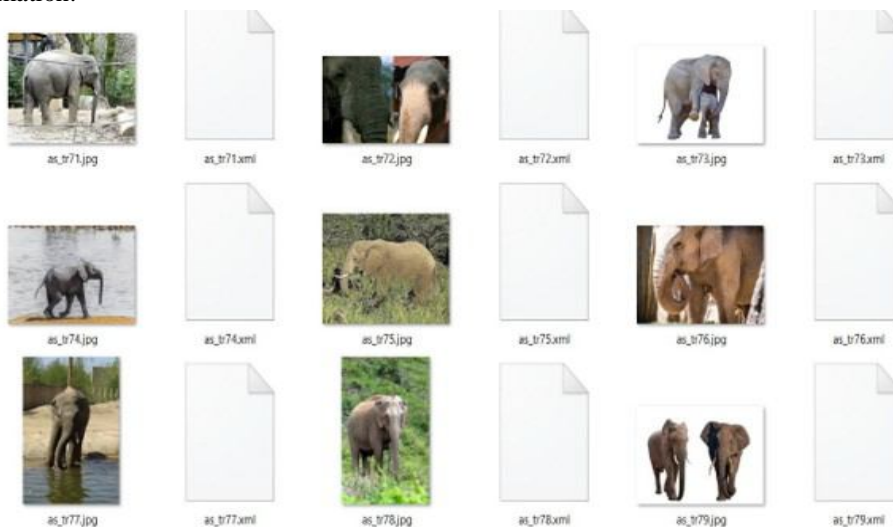 as_tr71.jpg as_tr71.xml as_tr72.jpg as_tr72.xml as_tr73.jpg as_tr73.xml
as_tr74.jpg as_tr74.xml as_tr75.jpg as_tr75.xml as_tr76.jpg as_tr76.xml
as_tr77.jpg as_tr77.xml as_tr78.jpg as_tr78.xml as_tr79.jpg as_tr79.xml